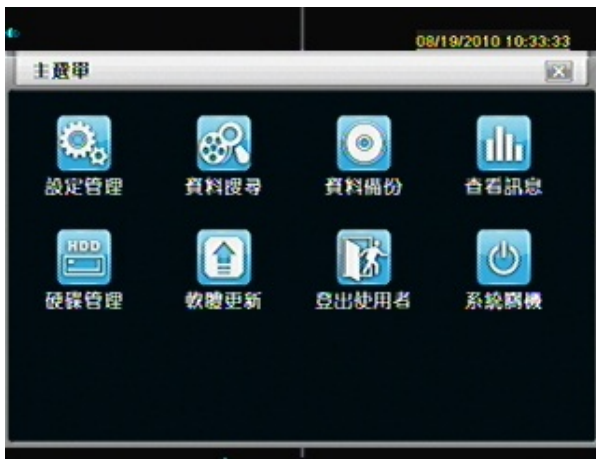 08/19/2010 10:33:33
主選單
設定管理 資料搜尋 資料備份 查看訊息
HDD
硬碟管理 軟體更新 登出使用者 系統關機